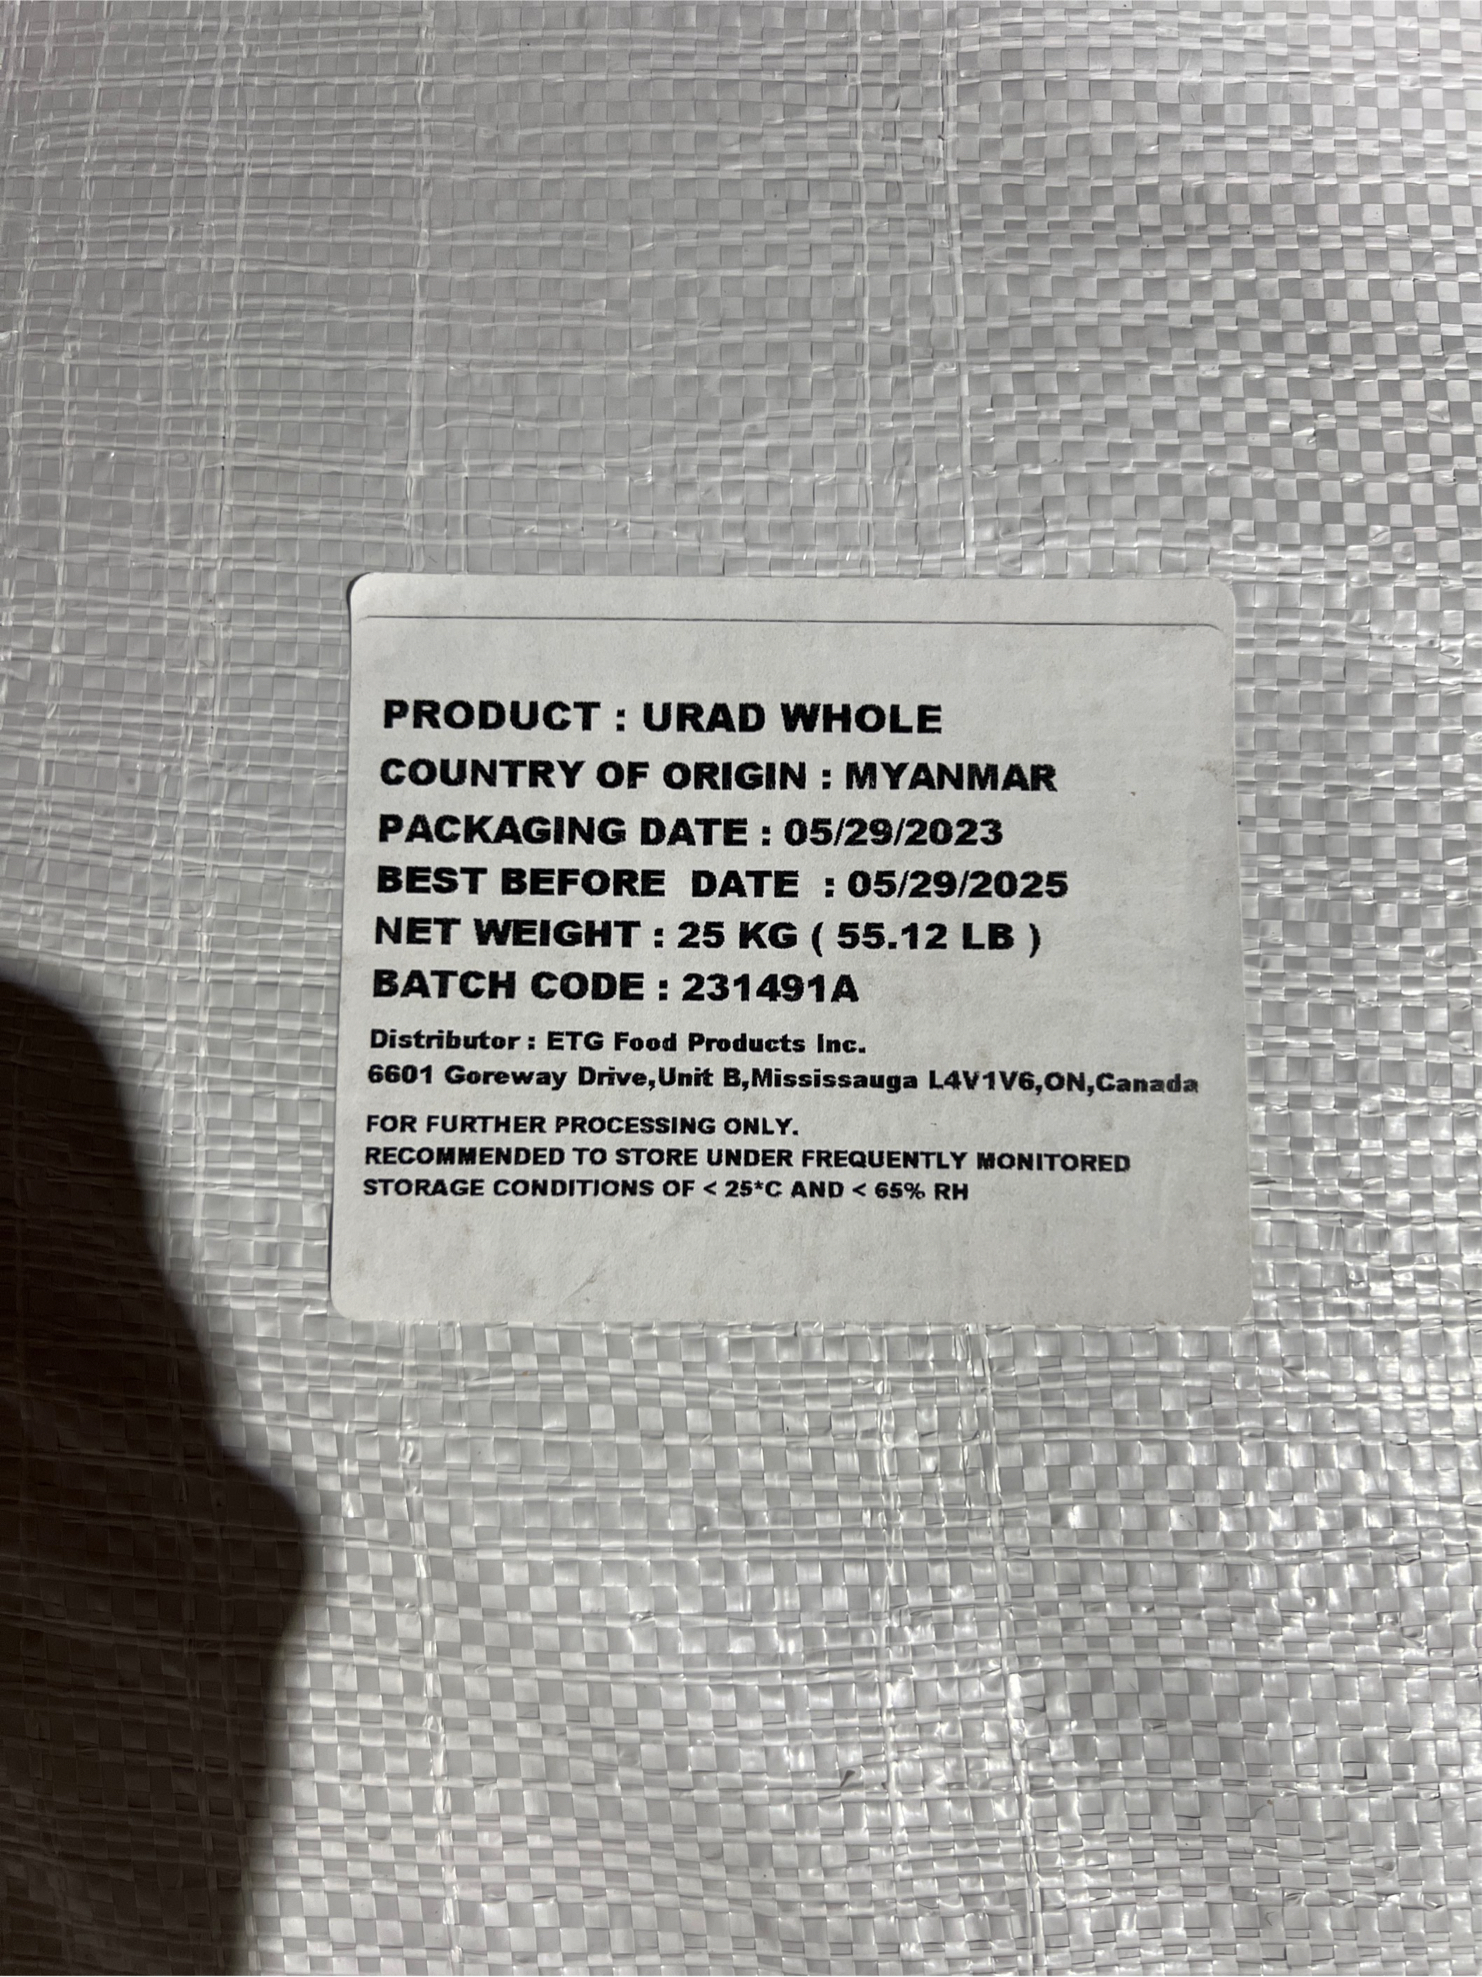 PRODUCT : URAD WHOLE
COUNTRY OF ORIGIN : MYANMAR
PACKAGING DATE : 05/29/2023
BEST BEFORE DATE : 05/29/2025
NET WEIGHT : 25 KG ( 55.12 LB )
BATCH CODE : 231491A
Distributor : ETG Food Products Inc.
6601 Goreway Drive,Unit B,Mississauga L4V1V6,ON,Canada
FOR FURTHER PROCESSING ONLY.
RECOMMENDED TO STORE UNDER FREQUENTLY MONITORED
STORAGE CONDITIONS OF < 25*C AND < 65% RH